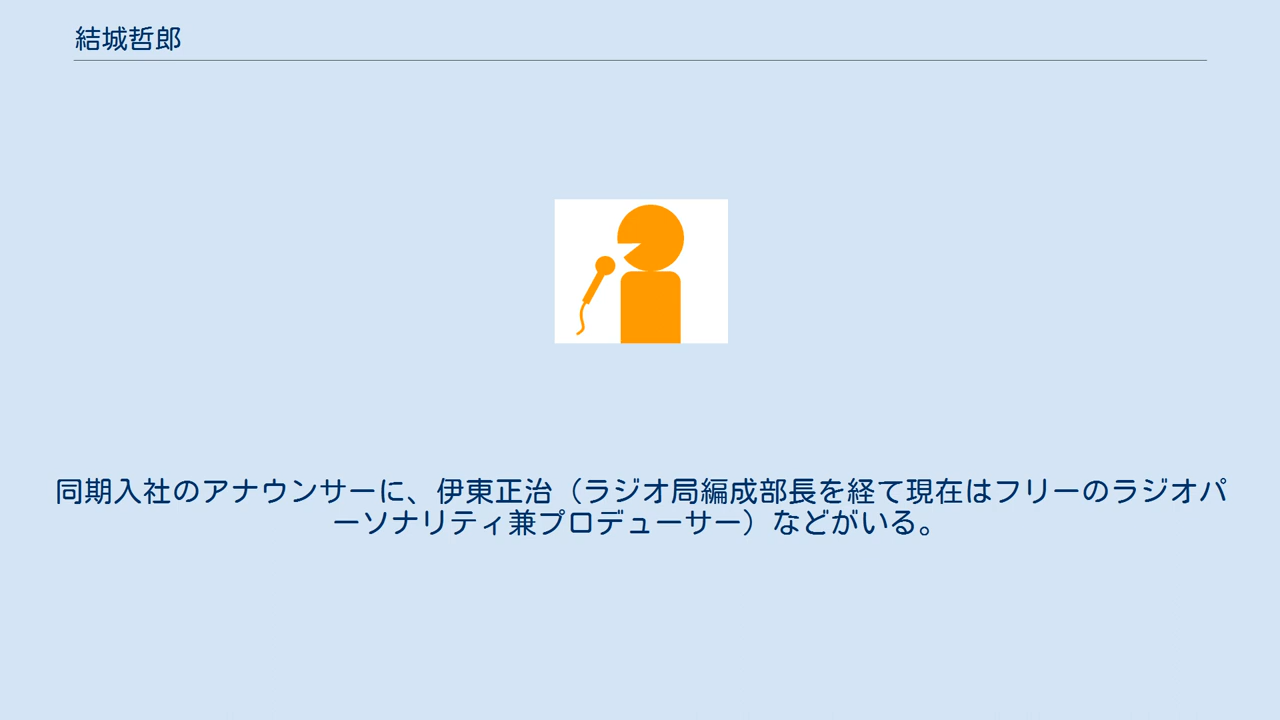 結城哲郎
同期入社のアナウンサーに、伊東正治（ラジオ局編成部長を経て現在はフリーのラジオパ
ーソナリティ兼プロデューサー）などがいる。